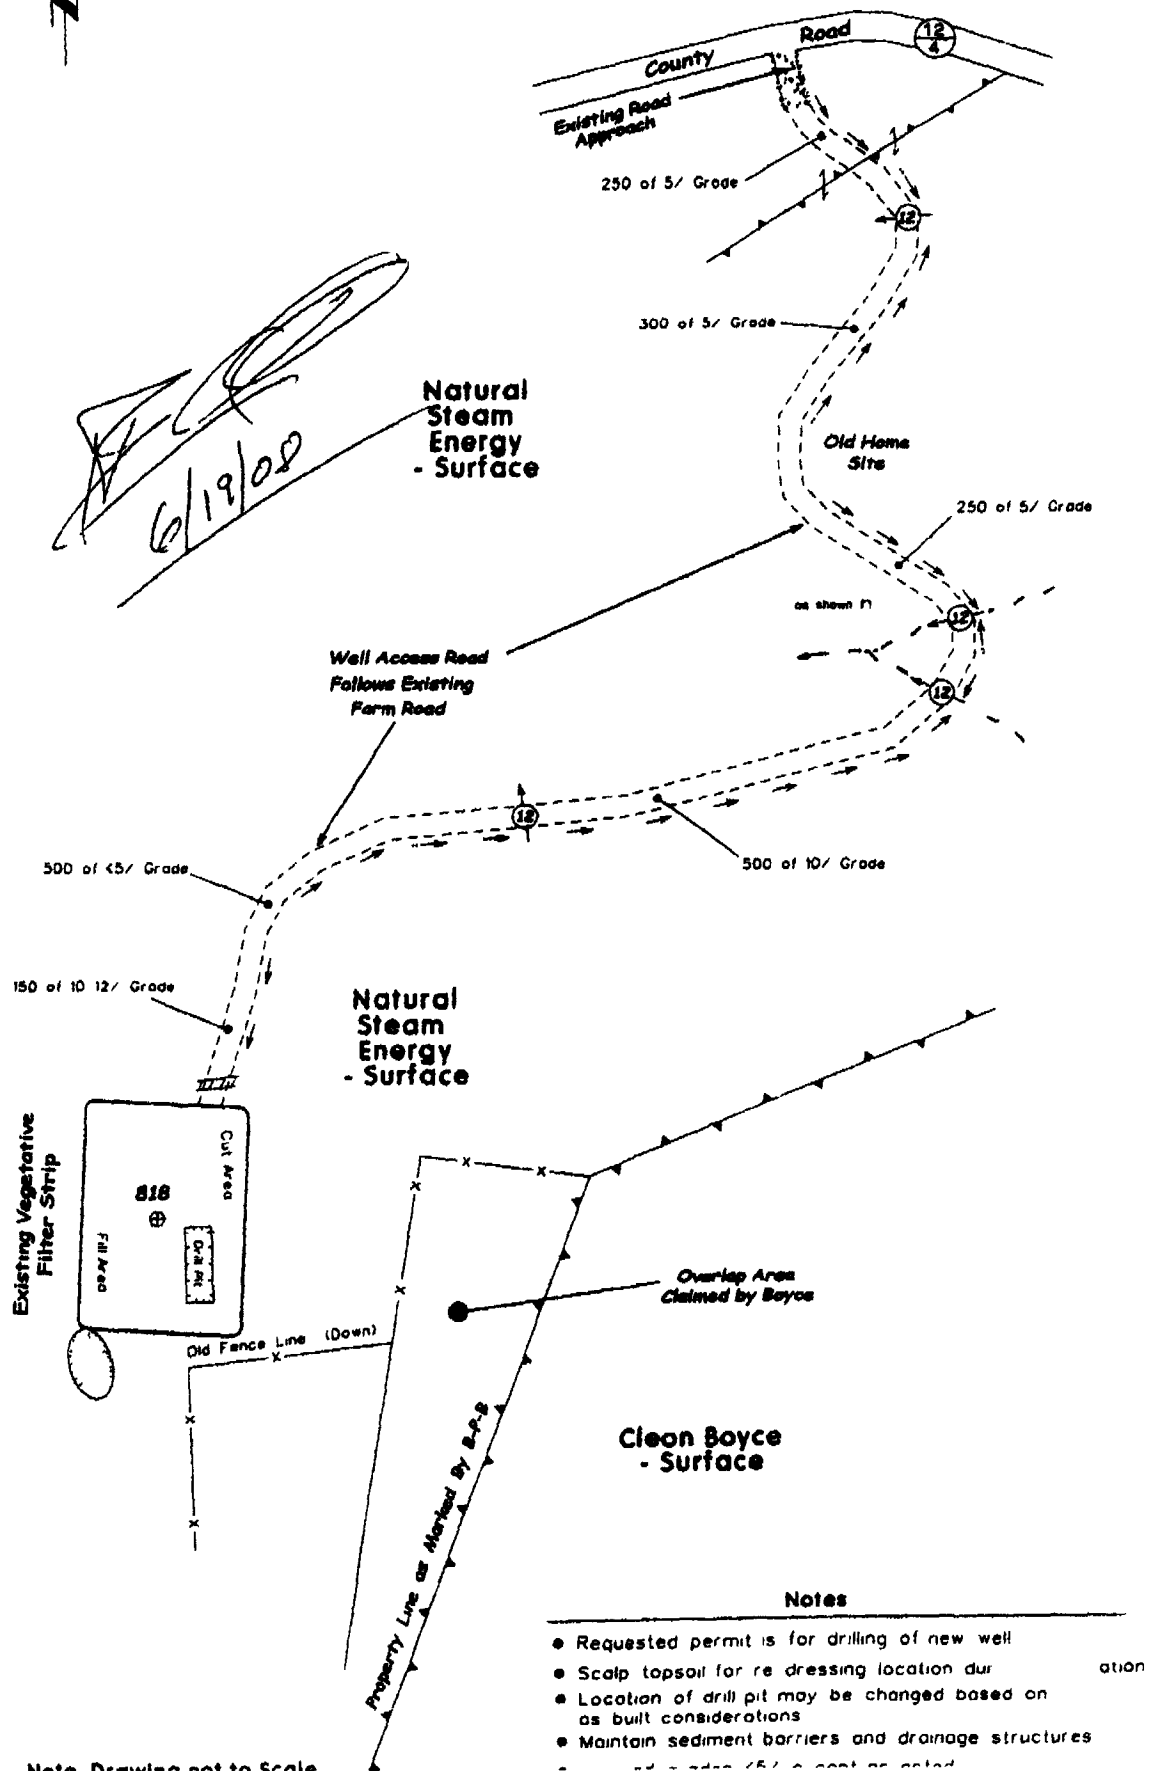 County Road
12
4
Existing Road
Approach
250 of 5/ Grade
12
300 of 5/ Grade
Natural
Steam
Energy
- Surface
6/19/08
Old Home
Site
250 of 5/ Grade
as shown
12
Well Access Road
Follows Existing
Farm Road
12
12
500 of <5/ Grade
500 of 10/ Grade
150 of 10 12/ Grade
Natural
Steam
Energy
- Surface
Existing Vegetative
Filter Strip
Cut Area
818
Fill Area
Drill Pit
Overlap Area
Claimed by Boyce
Old Fence Line (Down)
Property Line as Marked By B-P-B
Cleon Boyce
- Surface
Notes
• Requested permit is for drilling of new well
• Scalp topsoil for re dressing location dur ation
• Location of drill pit may be changed based on
as built considerations
• Maintain sediment barriers and drainage structures
Note Drawing not to Scale